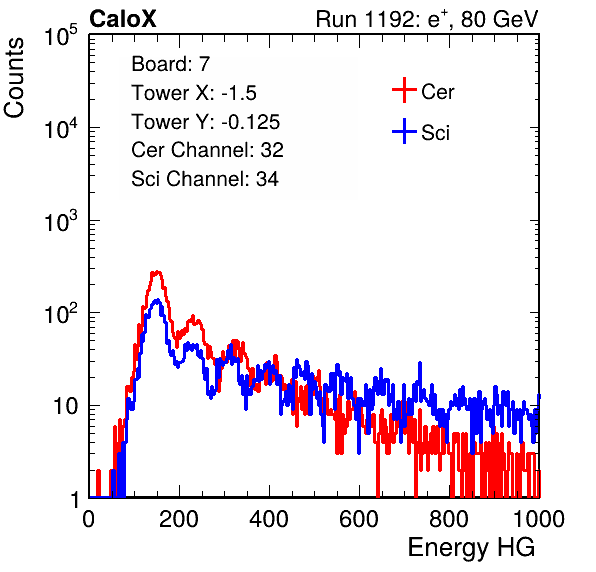 CaloX Run 1192: e⁺, 80 GeV
Counts
10⁵
10⁴
10³
10²
10
1
Board: 7
Tower X: -1.5
Tower Y: -0.125
Cer Channel: 32
Sci Channel: 34
Cer
Sci
0 200 400 600 800 1000
Energy HG